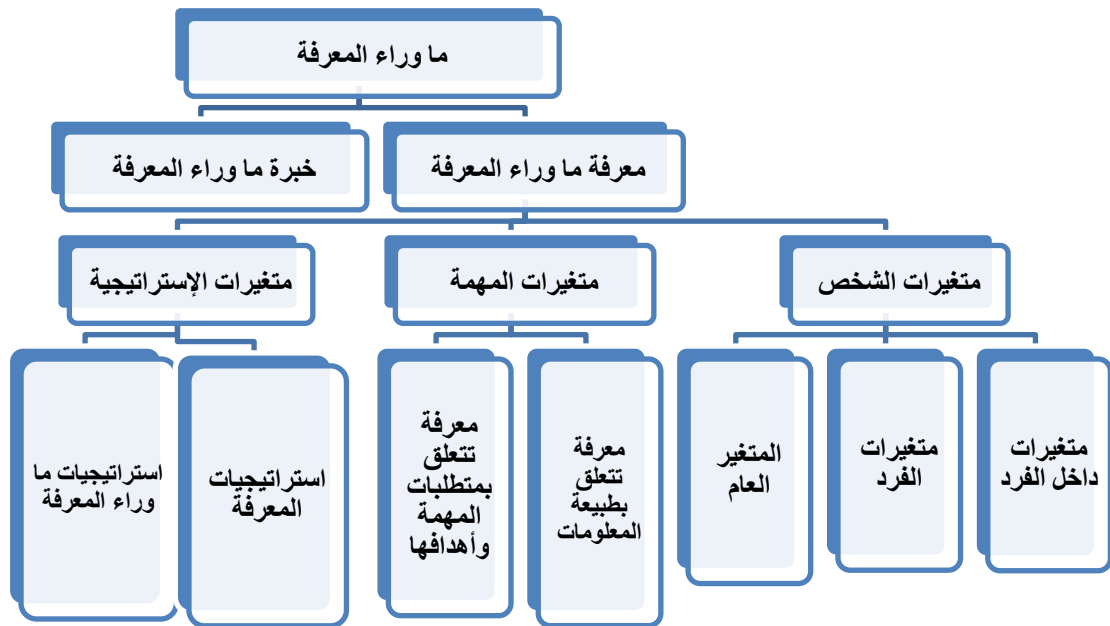 ما وراء المعرفة
معرفة ما وراء المعرفة
خبرة ما وراء المعرفة
متغيرات الشخص
متغيرات المهمة
متغيرات الإستراتيجية
متغيرات
داخل الفرد
متغيرات
الفرد
المتغير
العام
معرفة
تتعلق
بطبيعة
المعلومات
معرفة
تتعلق
بمتطلبات
المهمة
وأهدافها
استراتيجيات
المعرفة
استراتيجيات ما
وراء المعرفة